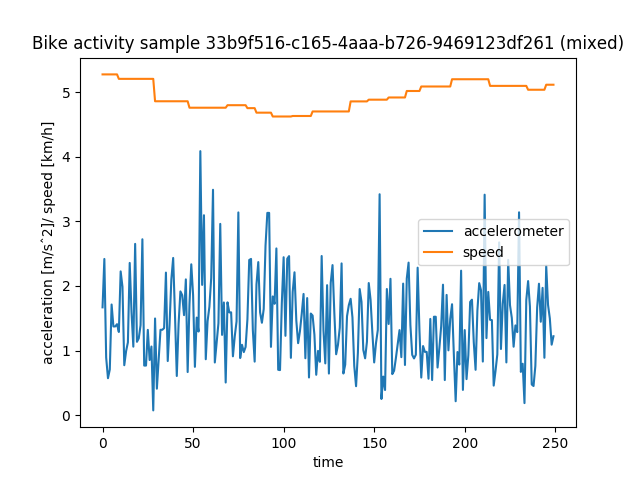 Bike activity sample 33b9f516-c165-4aaa-b726-9469123df261 (mixed)
acceleration [m/s^2]/ speed [km/h]
5
4
3
2
1
0
accelerometer
speed
0
50
100
150
200
250
time